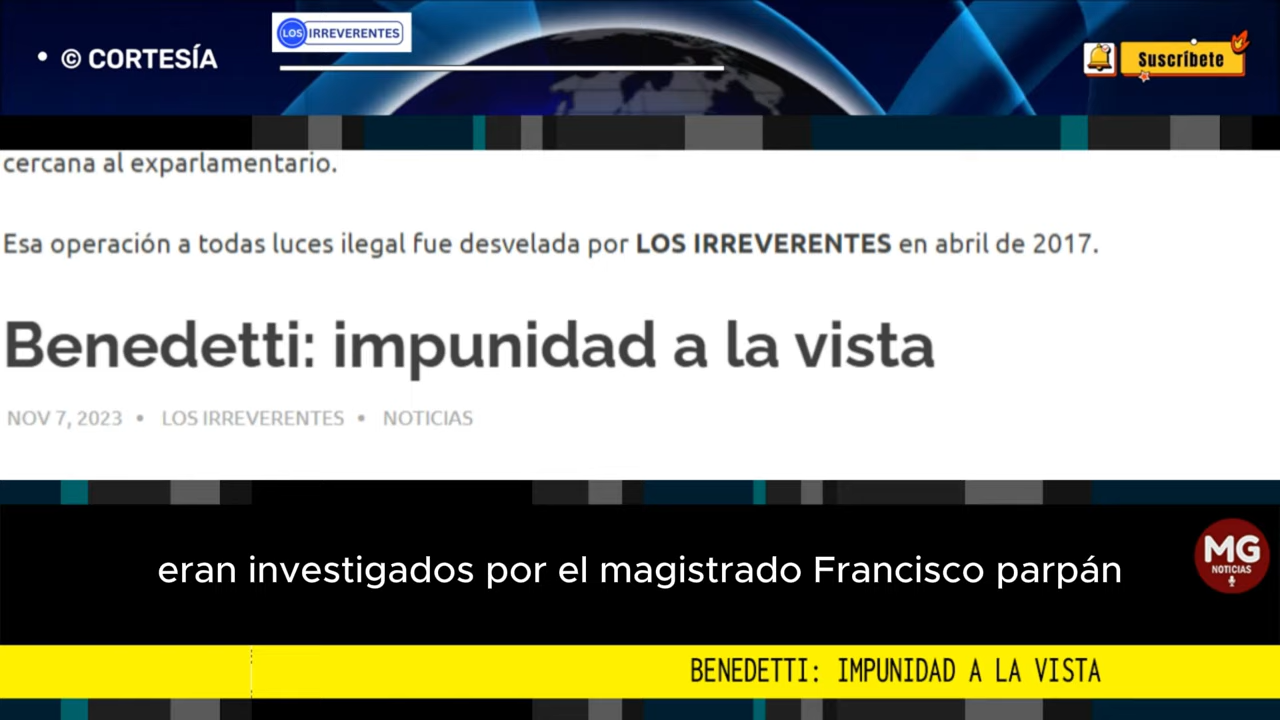 • © CORTESÍA
LOS IRREVERENTES
Suscríbete
cercana al exparlamentario.
Esa operación a todas luces ilegal fue desvelada por LOS IRREVERENTES en abril de 2017.
Benedetti: impunidad a la vista
NOV 7, 2023 • LOS IRREVERENTES • NOTICIAS
eran investigados por el magistrado Francisco parpán
MG
NOTICIAS
BENEDETTI: IMPUNIDAD A LA VISTA